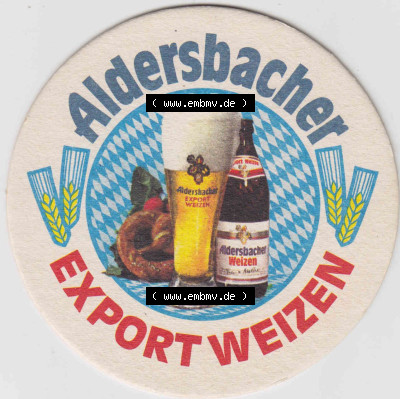 Aldersbacher
( www.embmv.de )
Aldersbacher
EXPORT
WEIZEN
Aldersbacher
Weizen
( www.embmv.de )
EXPORT WEIZEN